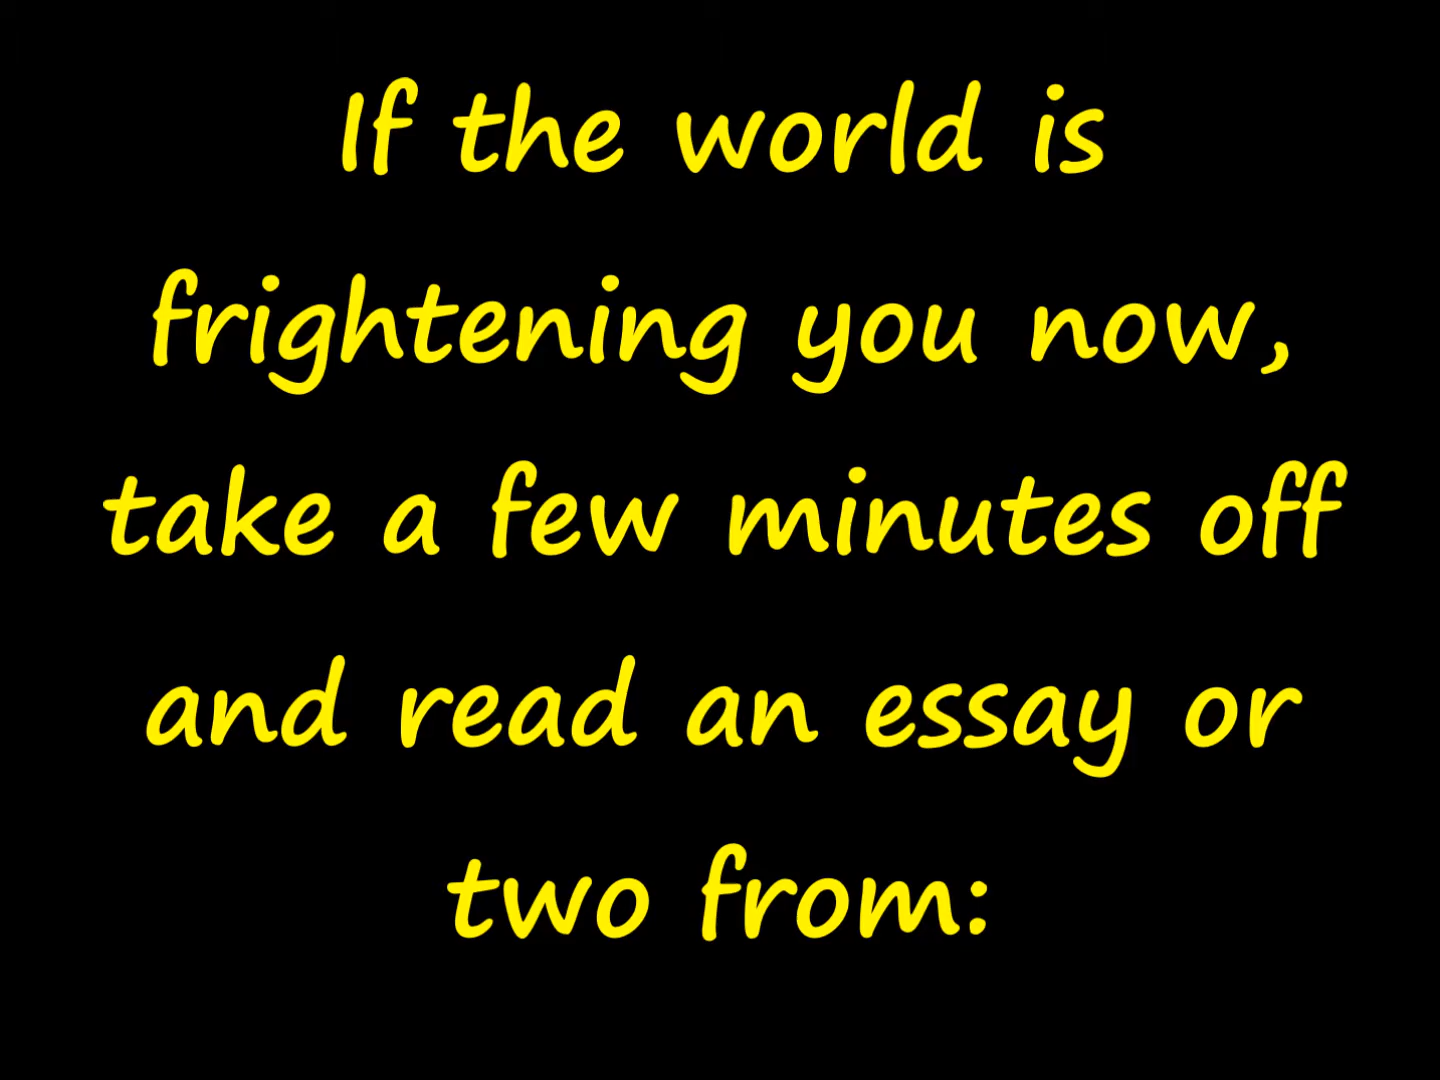 If the world is
frightening you now,
take a few minutes off
and read an essay or
two from: